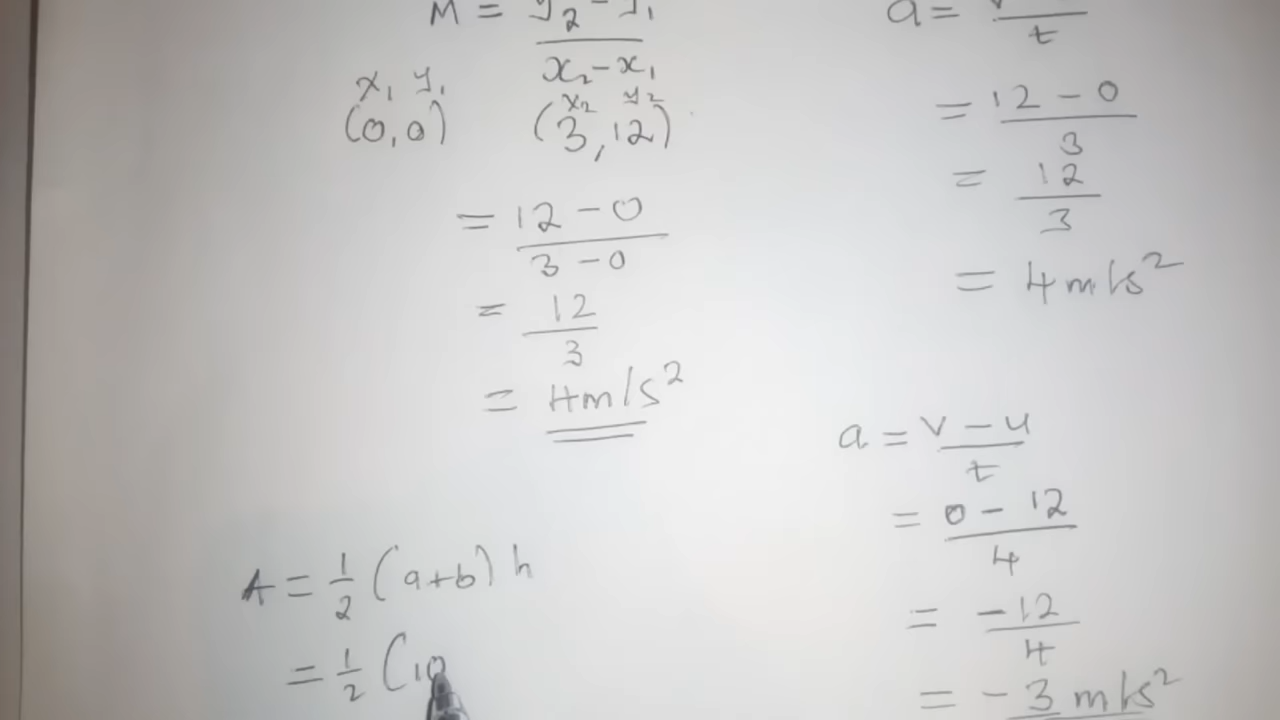 M = y₂ - y₁
x₂ - x₁
x₁ y₁
x₂ y₂
(0,0) (3,12)
= 12 - 0
3 - 0
= 12
3
= 4m/s²
A = 1/2 (a+b) h
= 1/2 (10
a =
t
= 12 - 0
3
= 12
3
= 4m/s²
a = v - u
t
= 0 - 12
4
= -12
4
= -3 m/s²